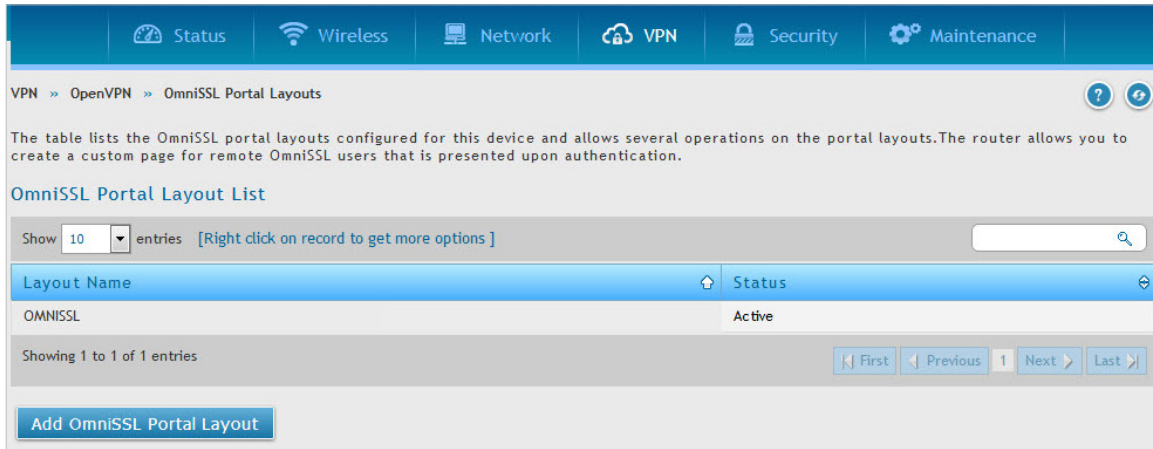 Status Wireless Network VPN Security Maintenance
VPN » OpenVPN » OmniSSL Portal Layouts
The table lists the OmniSSL portal layouts configured for this device and allows several operations on the portal layouts.The router allows you to
create a custom page for remote OmniSSL users that is presented upon authentication.
OmniSSL Portal Layout List
Show 10 entries [Right click on record to get more options ]
Layout Name Status
OMNISSL Active
Showing 1 to 1 of 1 entries First Previous 1 Next Last
Add OmniSSL Portal Layout